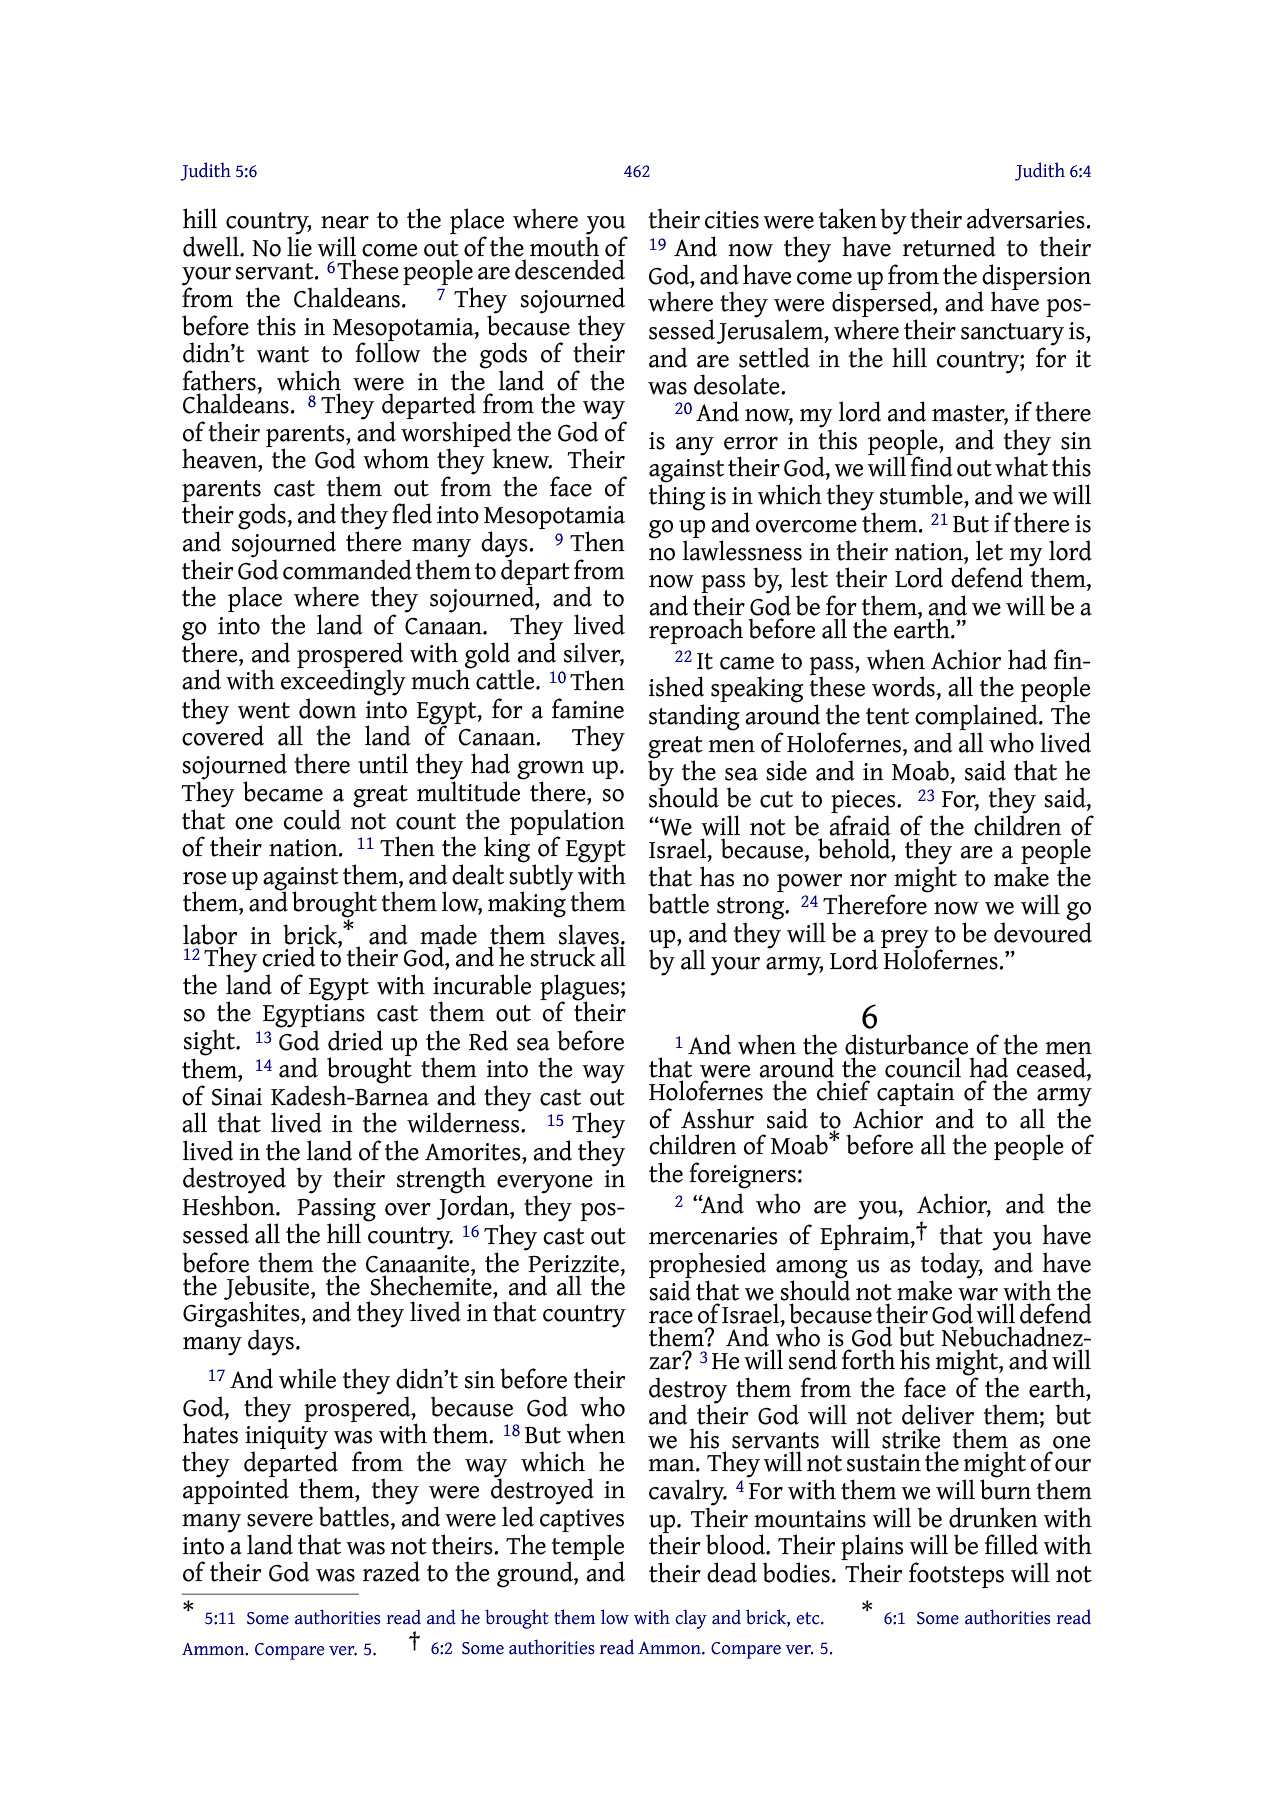 Judith 5:6
462
Judith 6:4
hill country, near to the place where you
dwell. No lie will come out of the mouth of
your servant. 6 These people are descended
from the Chaldeans. 7 They sojourned
before this in Mesopotamia, because they
didn’t want to follow the gods of their
fathers, which were in the land of the
Chaldeans. 8 They departed from the way
of their parents, and worshiped the God of
heaven, the God whom they knew. Their
parents cast them out from the face of
their gods, and they fled into Mesopotamia
and sojourned there many days. 9 Then
their God commanded them to depart from
the place where they sojourned, and to
go into the land of Canaan. They lived
there, and prospered with gold and silver,
and with exceedingly much cattle. 10 Then
they went down into Egypt, for a famine
covered all the land of Canaan. They
sojourned there until they had grown up.
They became a great multitude there, so
that one could not count the population
of their nation. 11 Then the king of Egypt
rose up against them, and dealt subtly with
them, and brought them low, making them
labor in brick,* and made them slaves.
12 They cried to their God, and he struck all
the land of Egypt with incurable plagues;
so the Egyptians cast them out of their
sight. 13 God dried up the Red sea before
them, 14 and brought them into the way
of Sinai Kadesh-Barnea and they cast out
all that lived in the wilderness. 15 They
lived in the land of the Amorites, and they
destroyed by their strength everyone in
Heshbon. Passing over Jordan, they pos-
sessed all the hill country. 16 They cast out
before them the Canaanite, the Perizzite,
the Jebusite, the Shechemite, and all the
Girgashites, and they lived in that country
many days.
17 And while they didn’t sin before their
God, they prospered, because God who
hates iniquity was with them. 18 But when
they departed from the way which he
appointed them, they were destroyed in
many severe battles, and were led captives
into a land that was not theirs. The temple
of their God was razed to the ground, and
their cities were taken by their adversaries.
19 And now they have returned to their
God, and have come up from the dispersion
where they were dispersed, and have pos-
sessed Jerusalem, where their sanctuary is,
and are settled in the hill country; for it
was desolate.
20 And now, my lord and master, if there
is any error in this people, and they sin
against their God, we will find out what this
thing is in which they stumble, and we will
go up and overcome them. 21 But if there is
no lawlessness in their nation, let my lord
now pass by, lest their Lord defend them,
and their God be for them, and we will be a
reproach before all the earth.”
22 It came to pass, when Achior had fin-
ished speaking these words, all the people
standing around the tent complained. The
great men of Holofernes, and all who lived
by the sea side and in Moab, said that he
should be cut to pieces. 23 For, they said,
“We will not be afraid of the children of
Israel, because, behold, they are a people
that has no power nor might to make the
battle strong. 24 Therefore now we will go
up, and they will be a prey to be devoured
by all your army, Lord Holofernes.”
6
1 And when the disturbance of the men
that were around the council had ceased,
Holofernes the chief captain of the army
of Asshur said to Achior and to all the
children of Moab* before all the people of
the foreigners:
2 “And who are you, Achior, and the
mercenaries of Ephraim,† that you have
prophesied among us as today, and have
said that we should not make war with the
race of Israel, because their God will defend
them? And who is God but Nebuchadnez-
zar? 3 He will send forth his might, and will
destroy them from the face of the earth,
and their God will not deliver them; but
we his servants will strike them as one
man. They will not sustain the might of our
cavalry. 4 For with them we will burn them
up. Their mountains will be drunken with
their blood. Their plains will be filled with
their dead bodies. Their footsteps will not
* 5:11 Some authorities read and he brought them low with clay and brick, etc. * 6:1 Some authorities read
Ammon. Compare ver. 5. † 6:2 Some authorities read Ammon. Compare ver. 5.